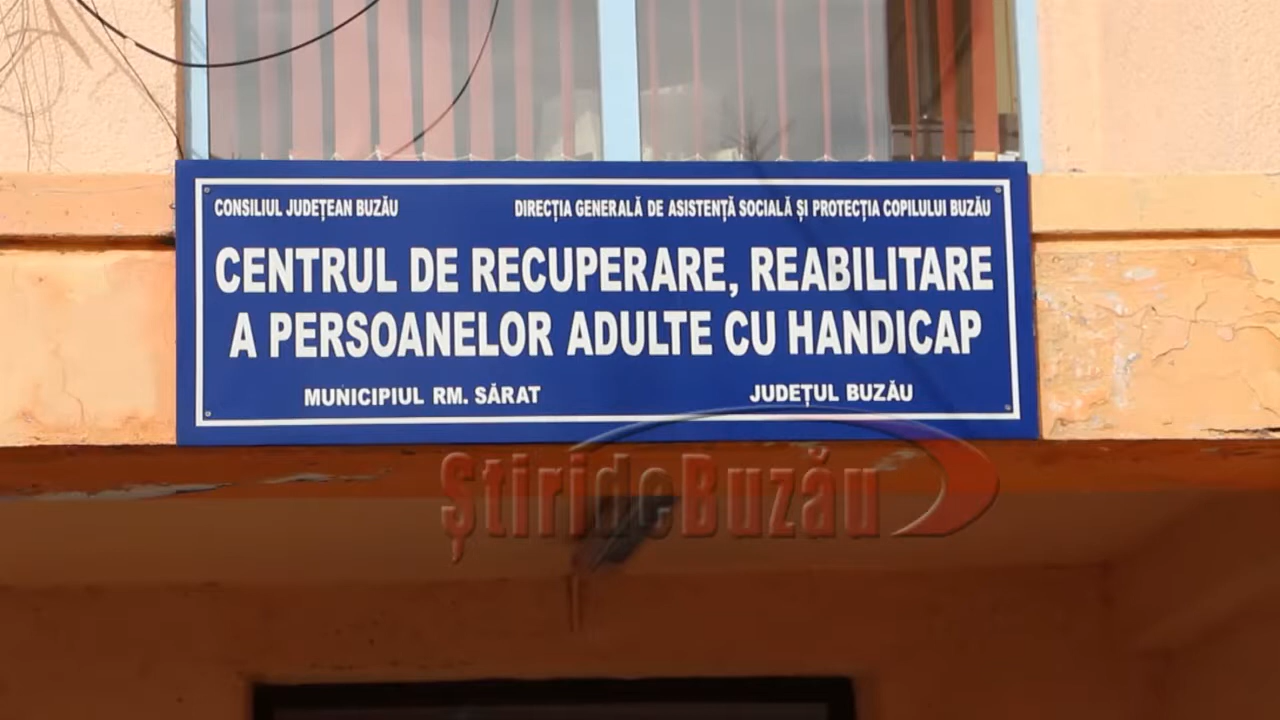 CONSILIUL JUDEȚEAN BUZĂU DIRECȚIA GENERALĂ DE ASISTENȚĂ SOCIALĂ ȘI PROTECȚIA COPILULUI BUZĂU
CENTRUL DE RECUPERARE, REABILITARE
A PERSOANELOR ADULTE CU HANDICAP
MUNICIPIUL RM. SĂRAT JUDEȚUL BUZĂU
ȘtirideBuzău